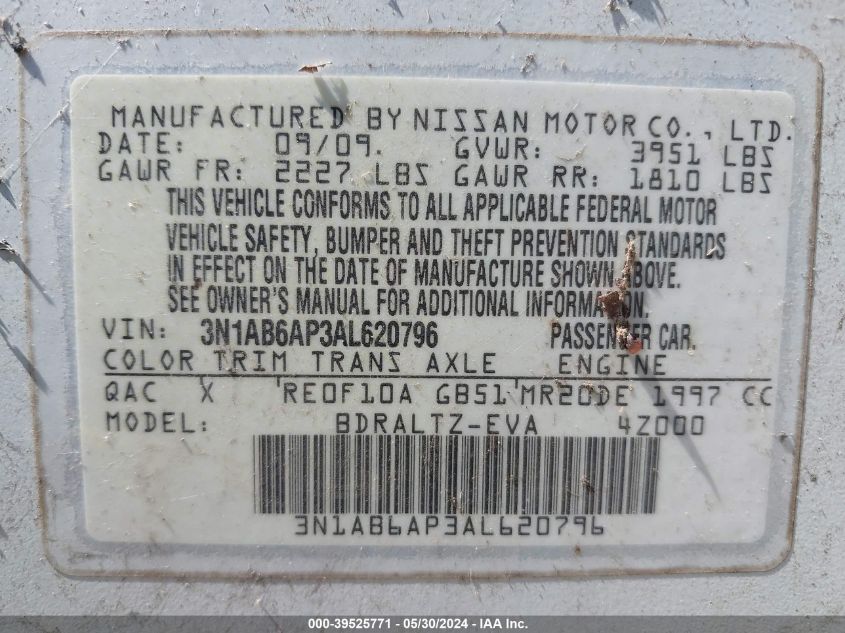 MANUFACTURED BY NISSAN MOTOR CO., LTD.
DATE: 09/09. GVWR: 3951 LBS
GAWR FR: 2227 LBS GAWR RR: 1810 LBS
THIS VEHICLE CONFORMS TO ALL APPLICABLE FEDERAL MOTOR
VEHICLE SAFETY, BUMPER AND THEFT PREVENTION STANDARDS
IN EFFECT ON THE DATE OF MANUFACTURE SHOWN ABOVE.
SEE OWNER'S MANUAL FOR ADDITIONAL INFORMATION.
VIN: 3N1AB6AP3AL620796 PASSENGER CAR.
COLOR TRIM TRANS AXLE ENGINE
QAC X 'RE0F10A GB51'MR20DE 1997 CC
MODEL: BDRALTZ-EVA 4Z000
3N1AB6AP3AL620796
000-39525771 - 05/30/2024 - IAA Inc.